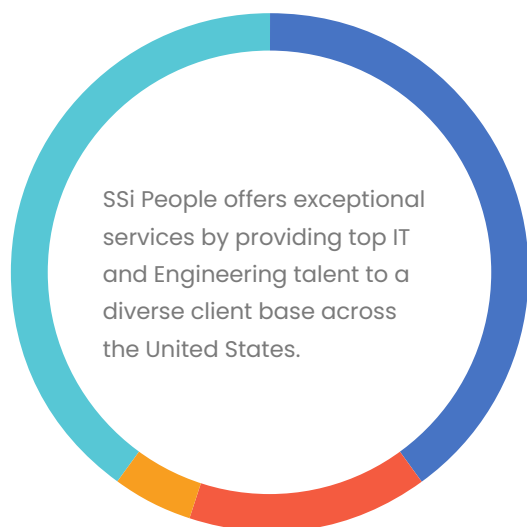 SSi People offers exceptional
services by providing top IT
and Engineering talent to a
diverse client base across
the United States.